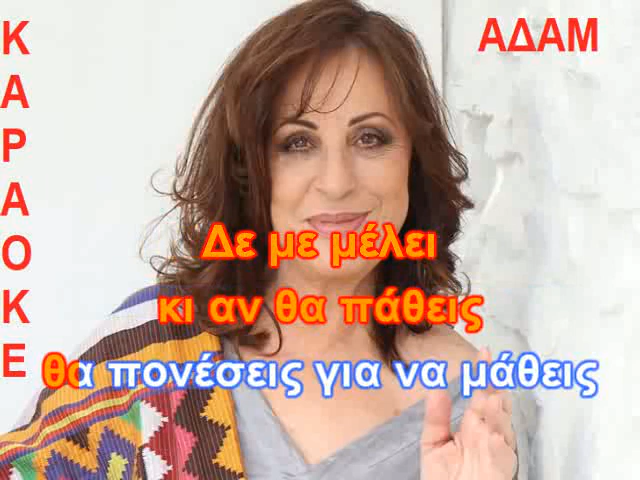 ΚΑΡΑΟΚΕ
ΑΔΑΜ
Δε με μέλει
κι αν θα πάθεις
θα πονέσεις για να μάθεις